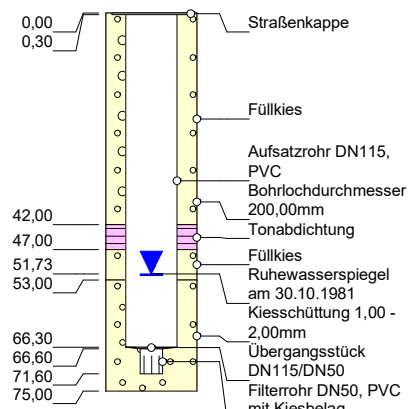 0,00
0,30
42,00
47,00
51,73
53,00
66,30
66,60
71,60
75,00
Straßenkappe
Füllkies
Aufsatzrohr DN115,
PVC
Bohrlochdurchmesser
200,00mm
Tonabdichtung
Füllkies
Ruhewasserspiegel
am 30.10.1981
Kiesschüttung 1,00 -
2,00mm
Übergangsstück
DN115/DN50
Filterrohr DN50, PVC
mit Kiesbelag